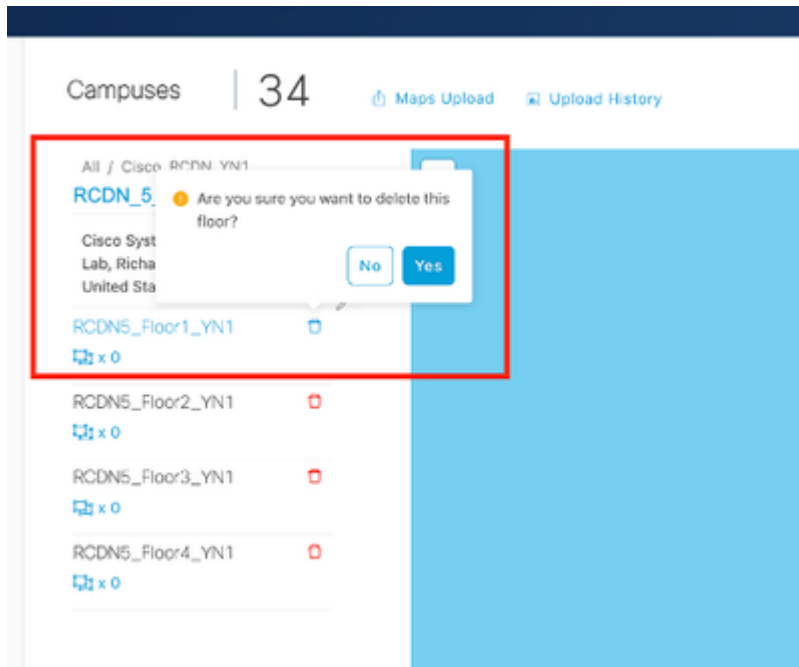 Campuses
34
Maps Upload
Upload History
All / Cisco_RCDN_YN1
RCDN_5_
Are you sure you want to delete this
floor?
Cisco Syst
Lab, Richa
United Sta
No
Yes
RCDN5_Floor1_YN1
x 0
RCDN5_Floor2_YN1
x 0
RCDN5_Floor3_YN1
x 0
RCDN5_Floor4_YN1
x 0